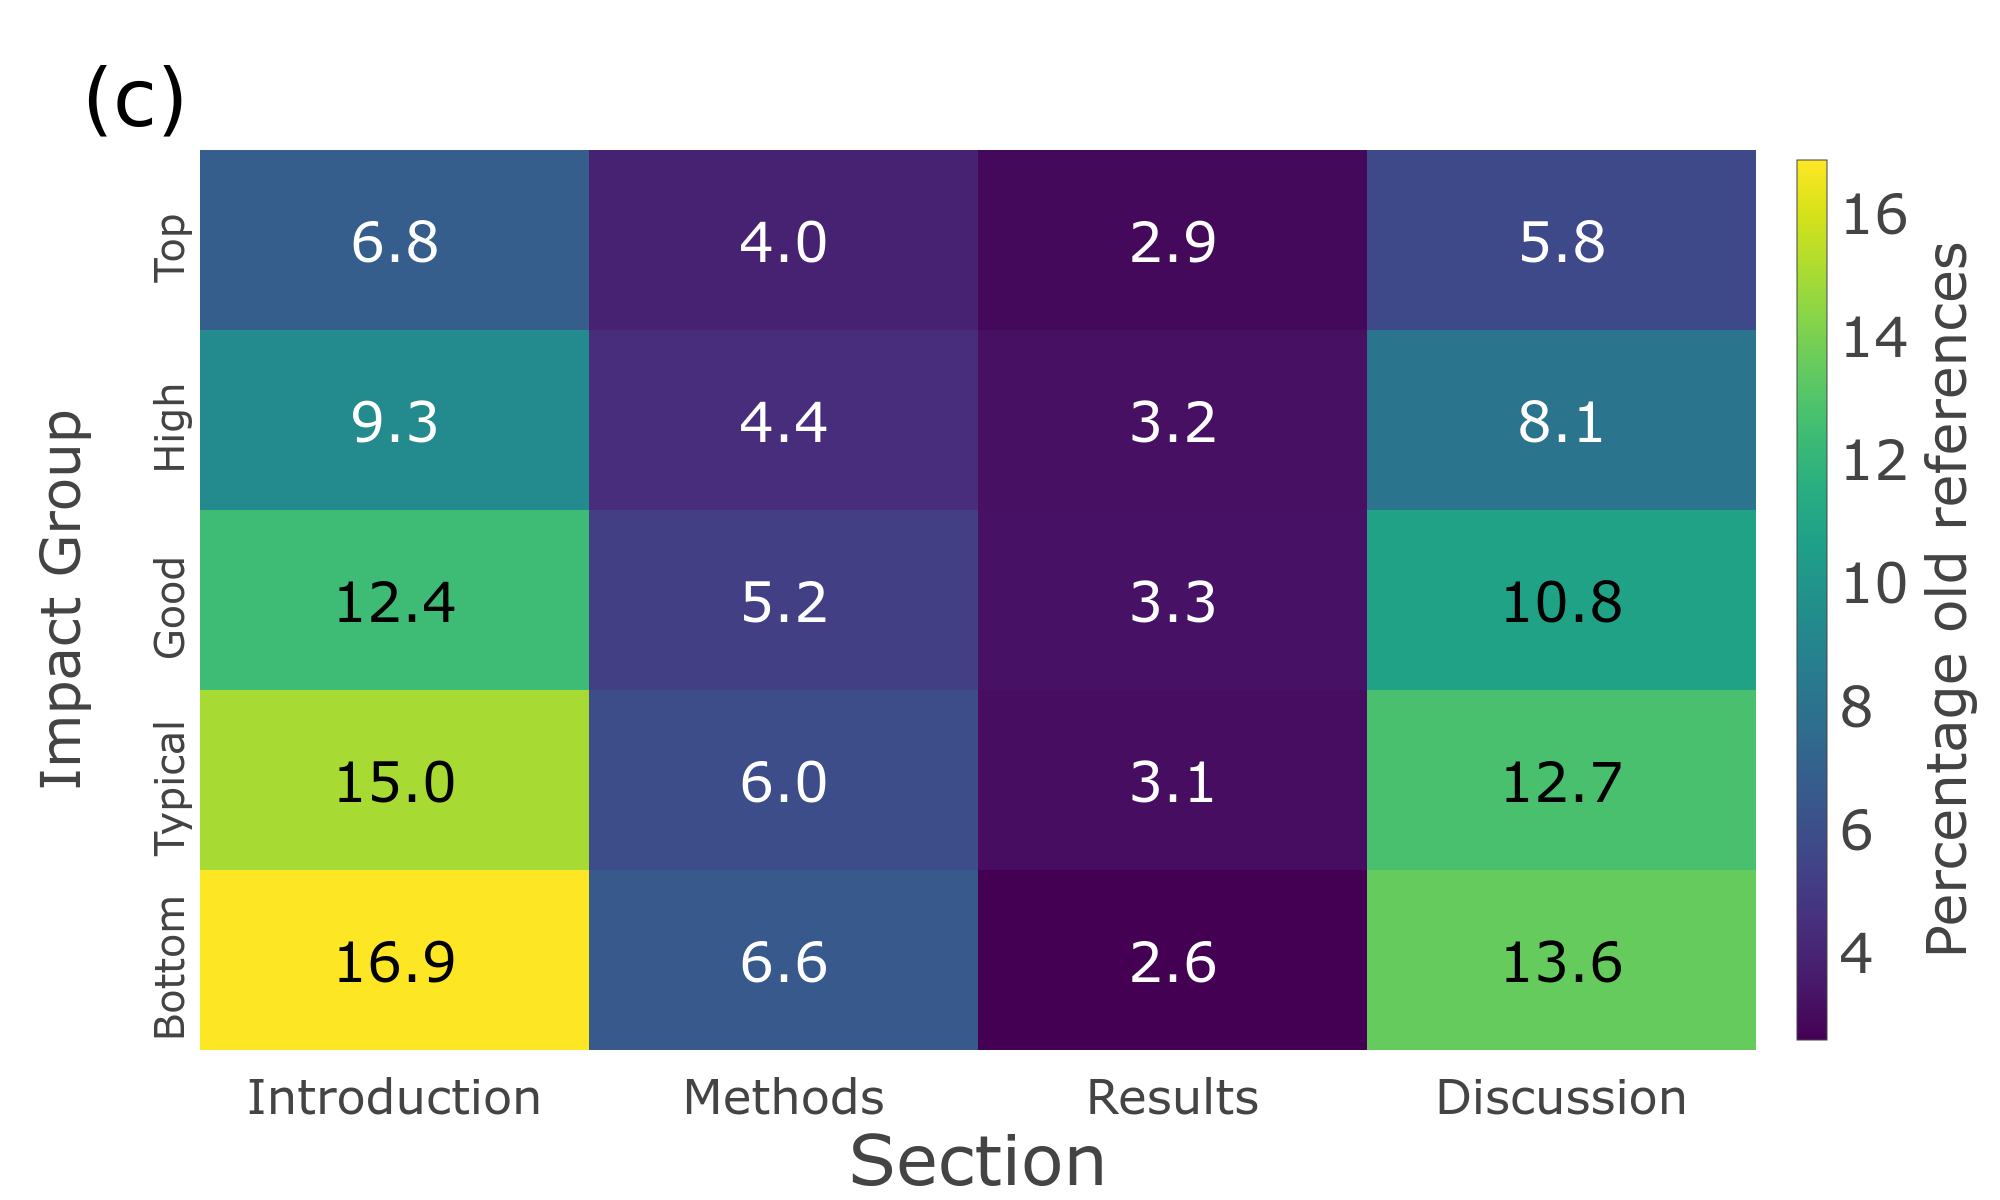 (c)
Top 6.8 4.0 2.9 5.8
High 9.3 4.4 3.2 8.1
Good 12.4 5.2 3.3 10.8
Typical 15.0 6.0 3.1 12.7
Bottom 16.9 6.6 2.6 13.6
Impact Group
Introduction Methods Results Discussion
Section
16
14
12
10
8
6
4
Percentage old references